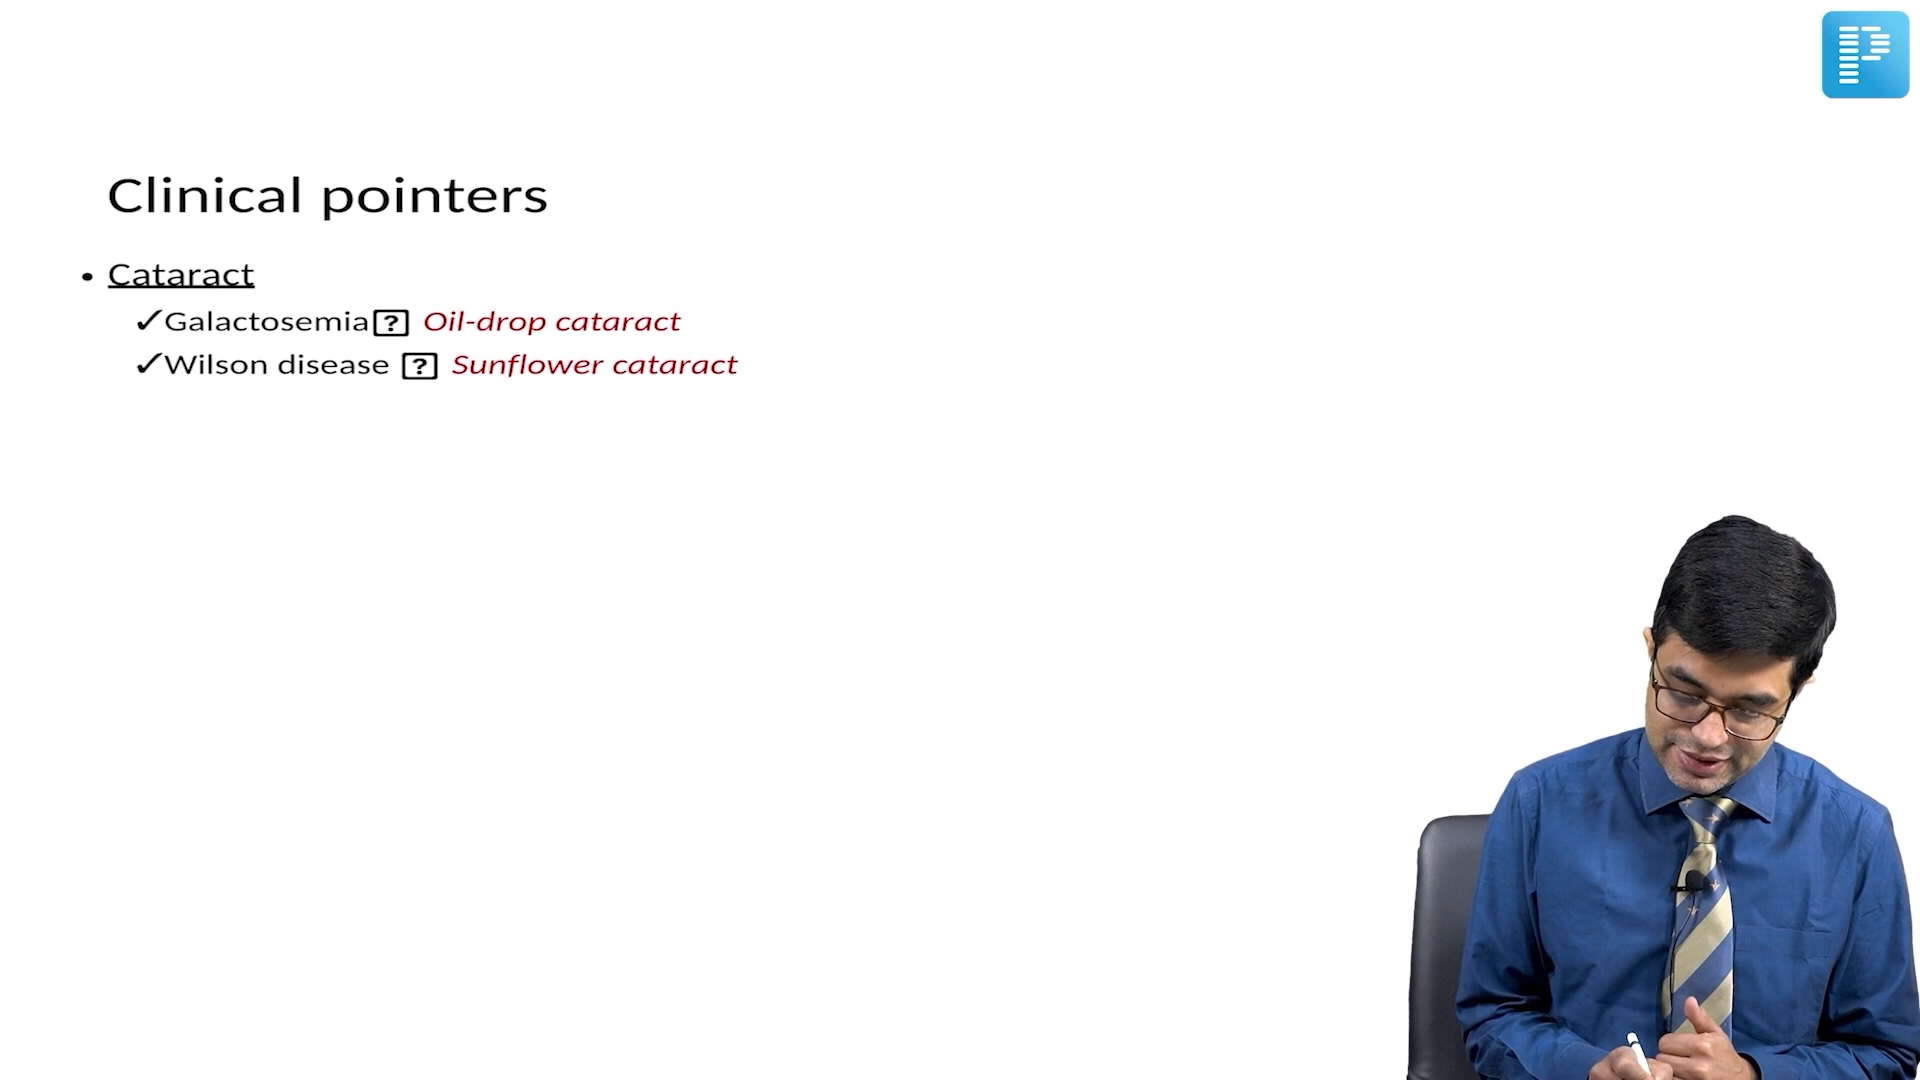 Clinical pointers
• Cataract
✓Galactosemia⍰ Oil-drop cataract
✓Wilson disease ⍰ Sunflower cataract